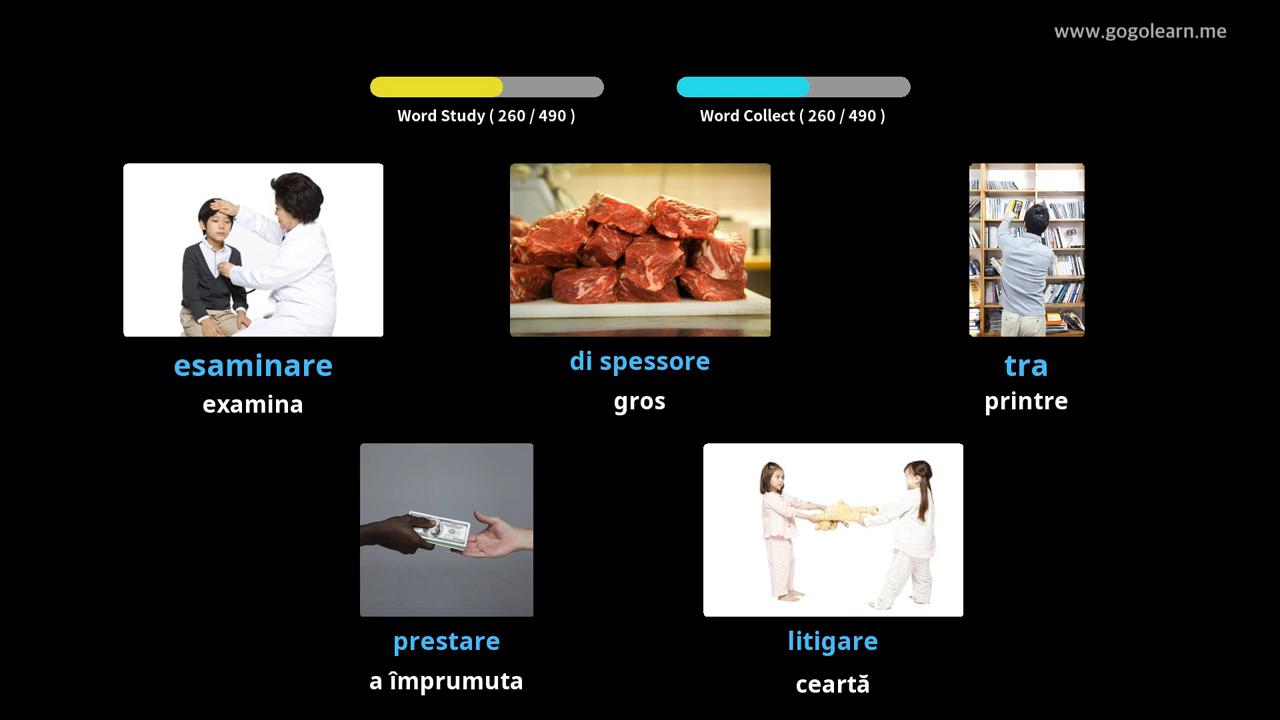 www.gogolearn.me
Word Study ( 260 / 490 )
Word Collect ( 260 / 490 )
esaminare
examina
di spessore
gros
tra
printre
prestare
a împrumuta
litigare
ceartă